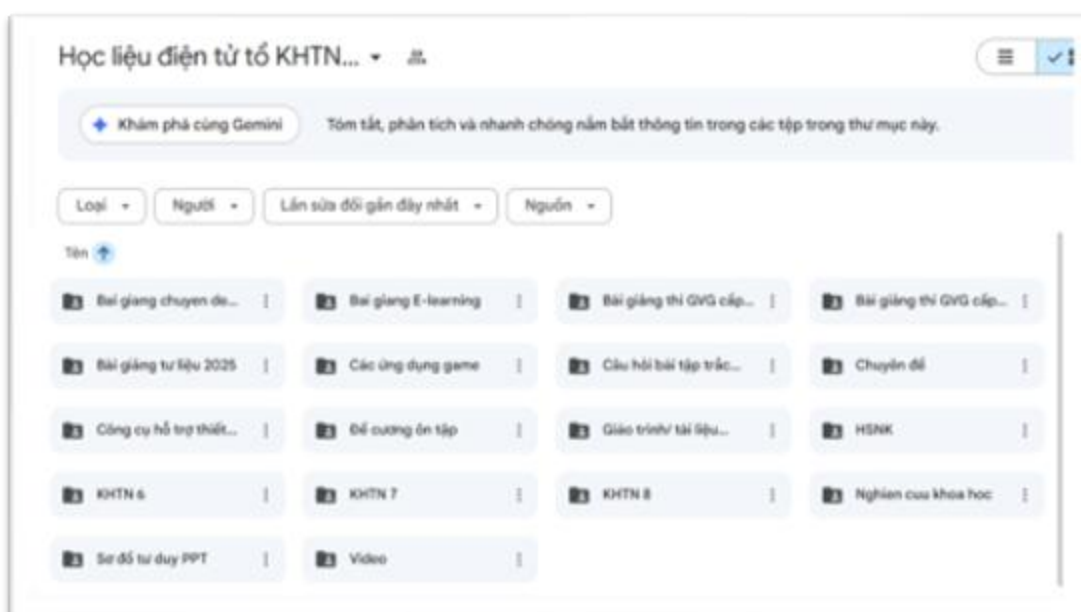 Học liệu điện tử tổ KHTN...
Khám phá cùng Gemini Tóm tắt, phân tích và nhanh chóng nắm bắt thông tin trong các tệp trong thư mục này.
Loại Người Lần sửa đổi gần đây nhất Nguồn
Tên
Bai giang chuyen de... Bai giang E-learning Bài giảng thi GVG cấp... Bài giảng thi GVG cấp...
Bài giảng tư liệu 2025 Các ứng dụng game Câu hỏi bài tập trắc... Chuyên đề
Công cụ hỗ trợ thiết... Đề cương ôn tập Giáo trình/ tài liệu... HSNK
KHTN 6 KHTN 7 KHTN 8 Nghien cuu khoa hoc
Sơ đồ tư duy PPT Video